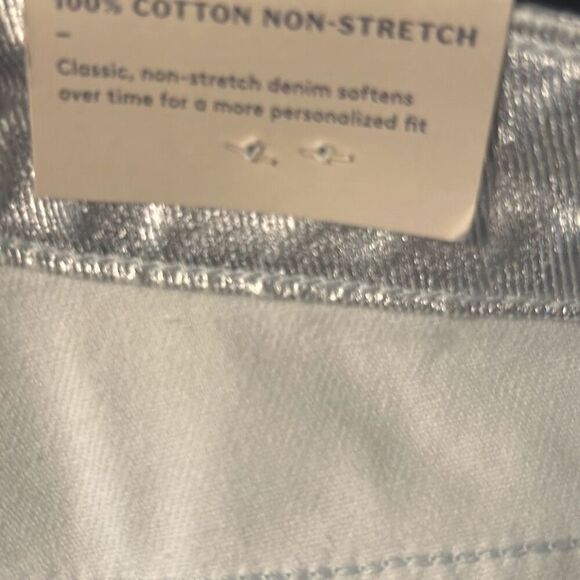 100% COTTON NON-STRETCH
–
Classic, non-stretch denim softens
over time for a more personalized fit